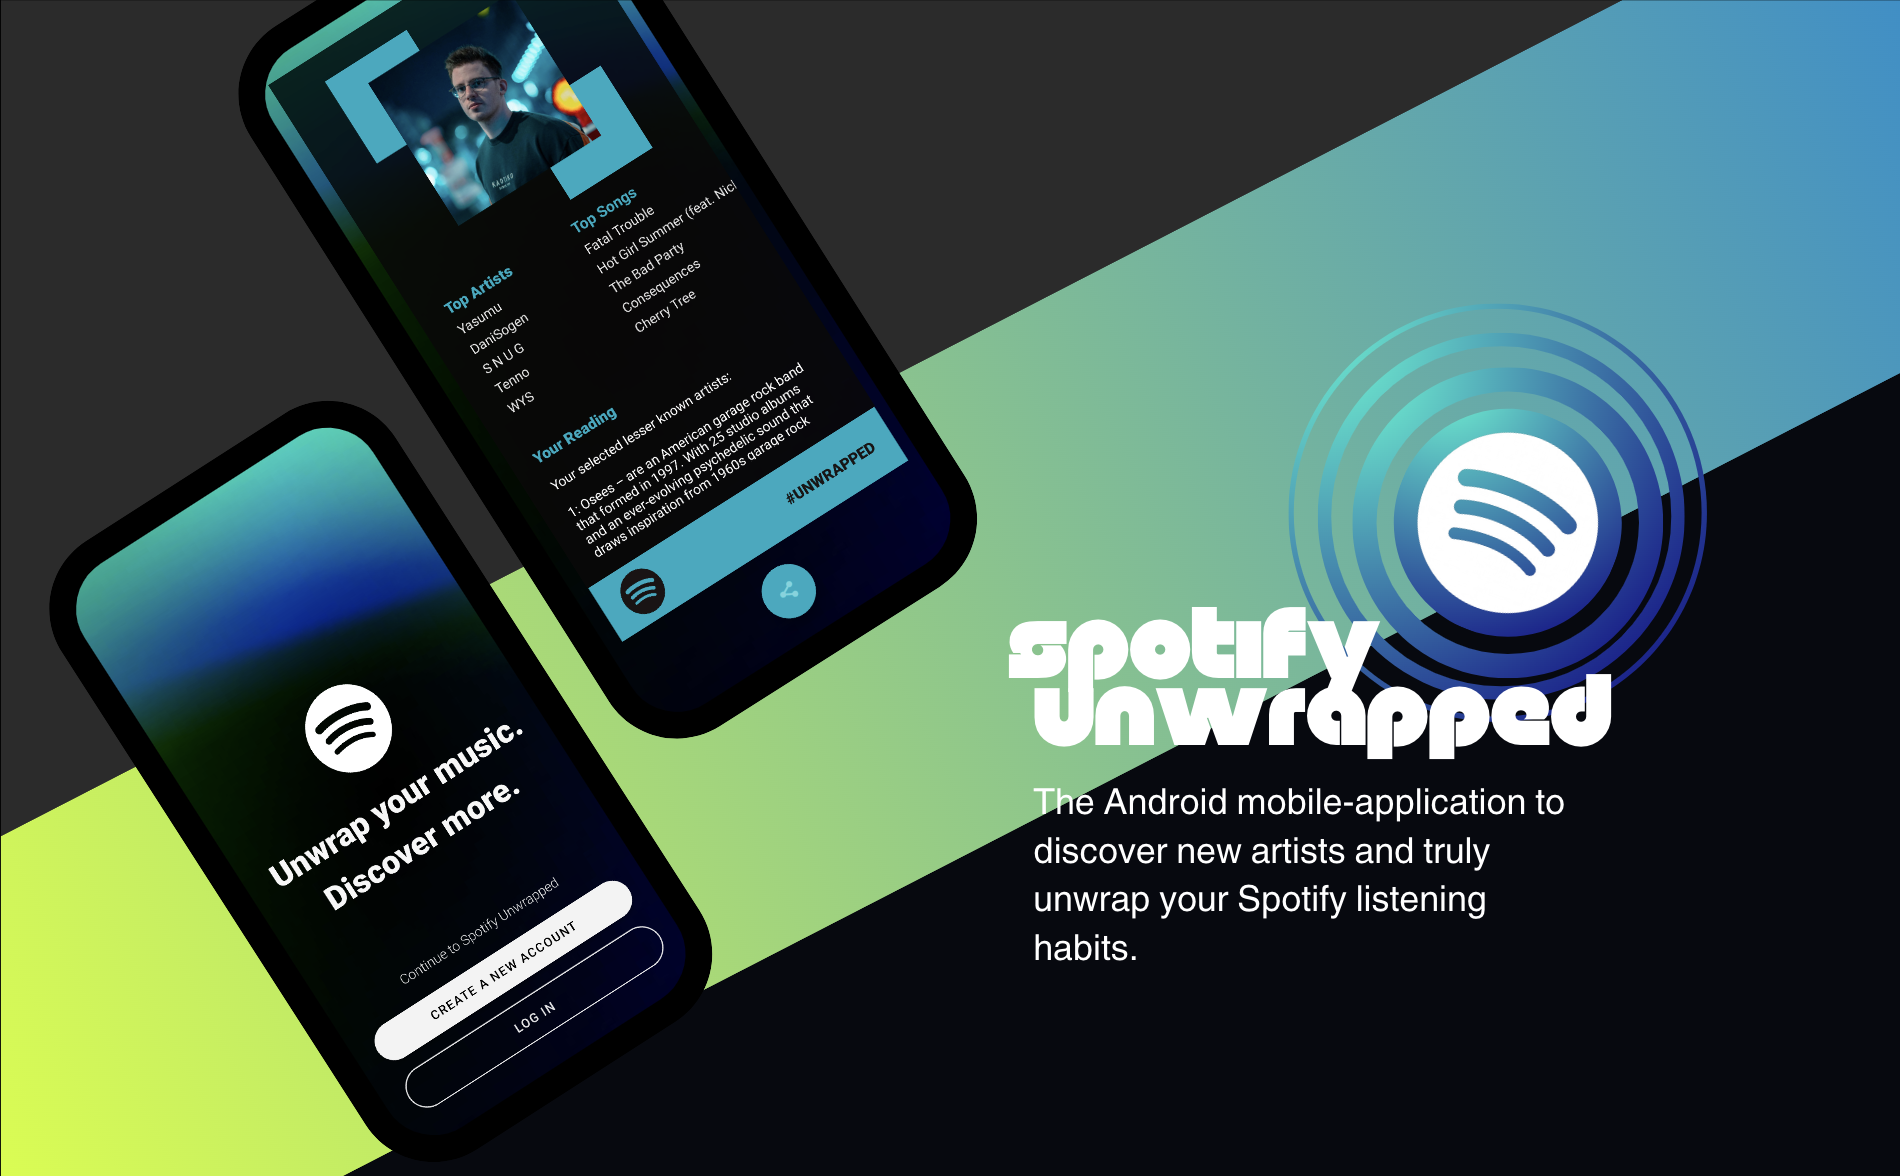 Top Artists
Yasumu
DaniSogen
S N U G
Tenno
WYS
Top Songs
Fatal Trouble
Hot Girl Summer (feat.
The Bad Party
Consequences
Cherry Tree
Your Reading
Your selected lesser known artists:
1: Osees – are an American garage rock band
that formed in 1997. With 25 studio albums
and an ever-evolving psychedelic sound that
draws inspiration from 1960s garage rock
#UNWRAPPED
Unwrap your music.
Discover more.
Continue to Spotify Unwrapped
CREATE A NEW ACCOUNT
LOG IN
spotify
unwrapped
The Android mobile-application to
discover new artists and truly
unwrap your Spotify listening
habits.